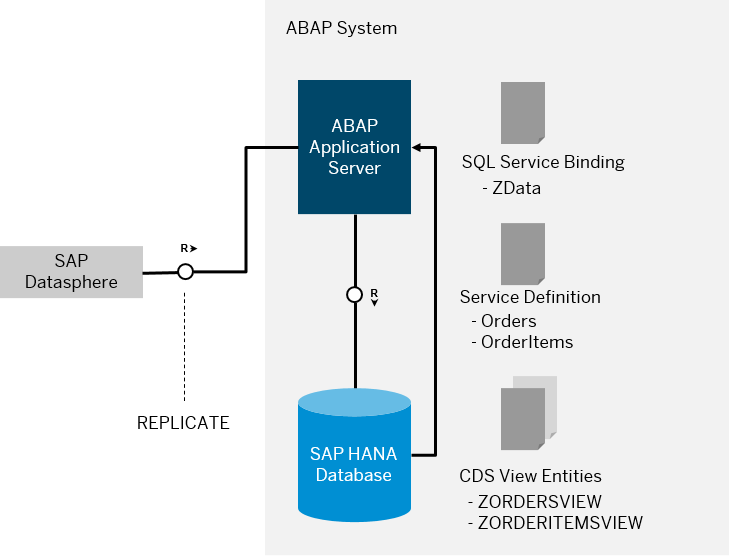 ABAP System
ABAP
Application
Server
SQL Service Binding
- ZData
R
SAP
Datasphere
Service Definition
- Orders
- OrderItems
R
REPLICATE
SAP HANA
Database
CDS View Entities
- ZORDERSVIEW
- ZORDERITEMSVIEW